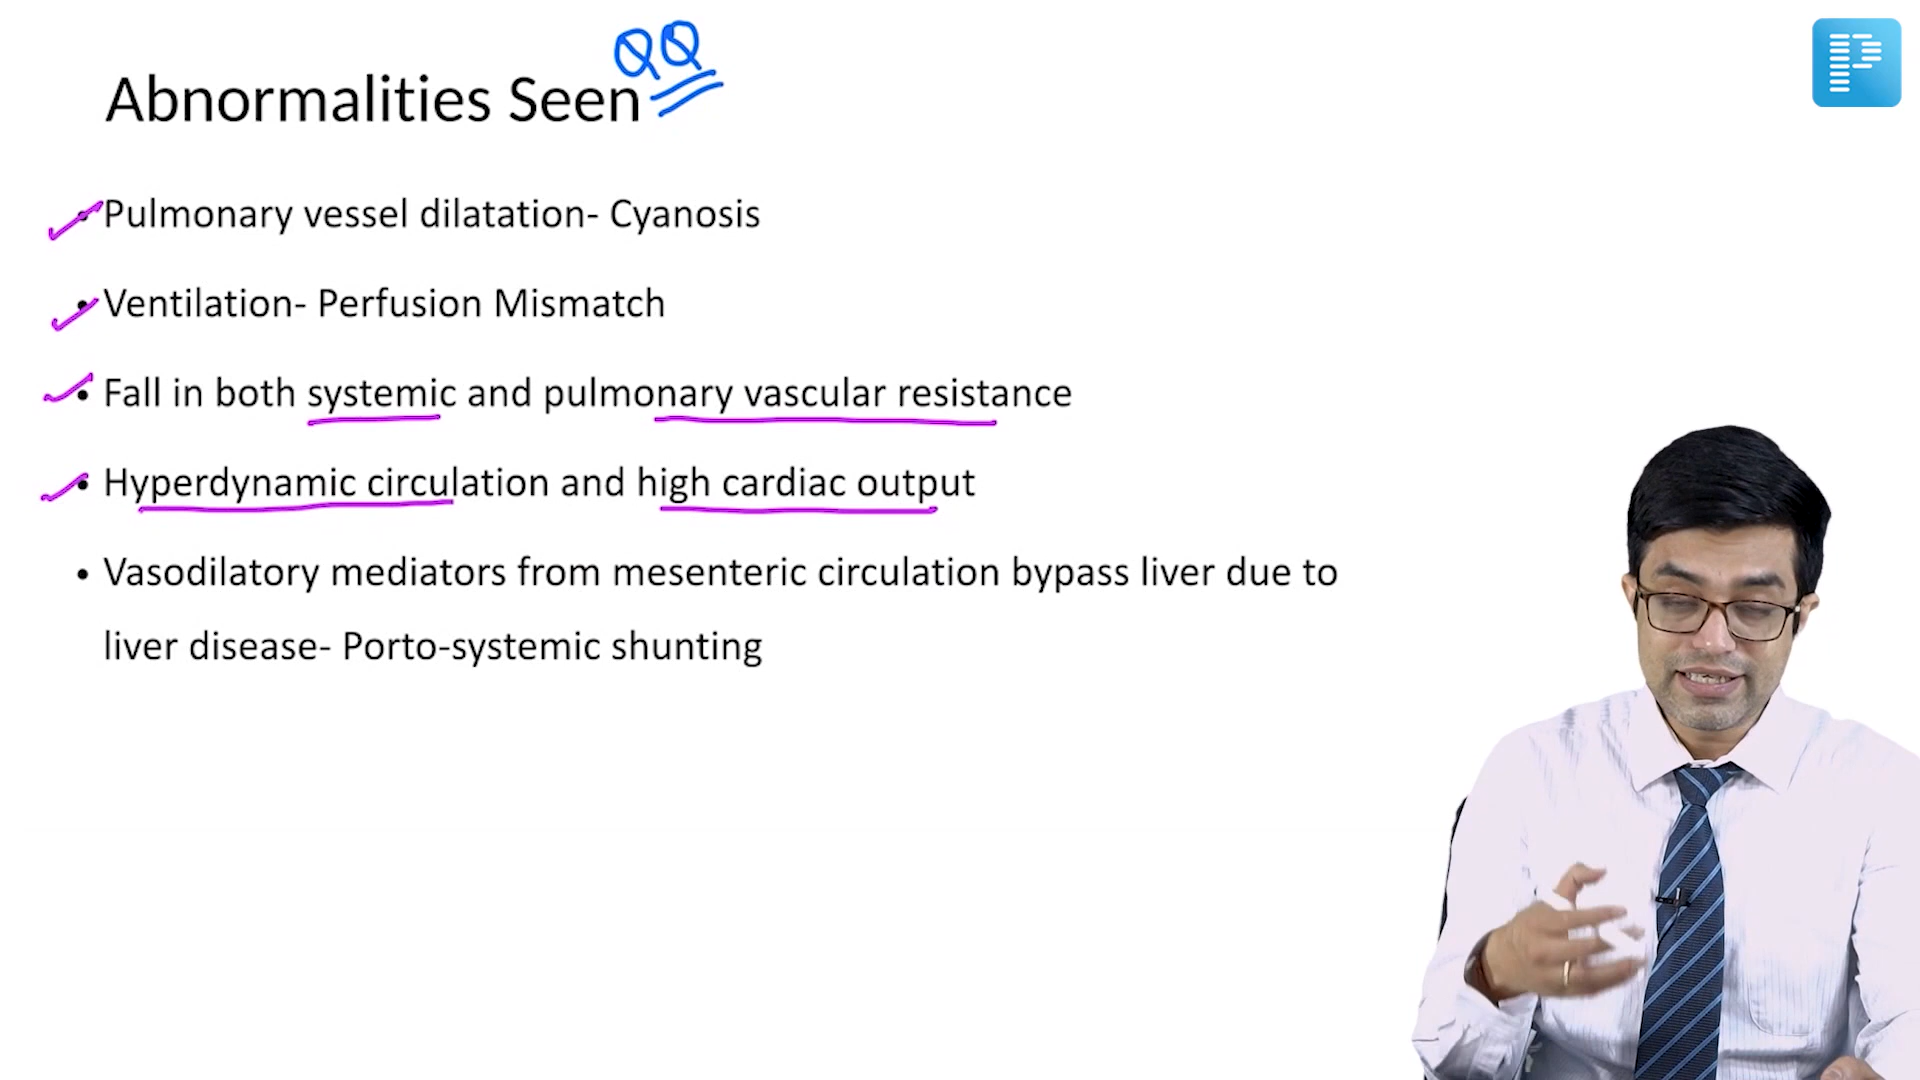 QQ
Abnormalities Seen
• Pulmonary vessel dilatation- Cyanosis
• Ventilation- Perfusion Mismatch
• Fall in both systemic and pulmonary vascular resistance
• Hyperdynamic circulation and high cardiac output
• Vasodilatory mediators from mesenteric circulation bypass liver due to
liver disease- Porto-systemic shunting
P